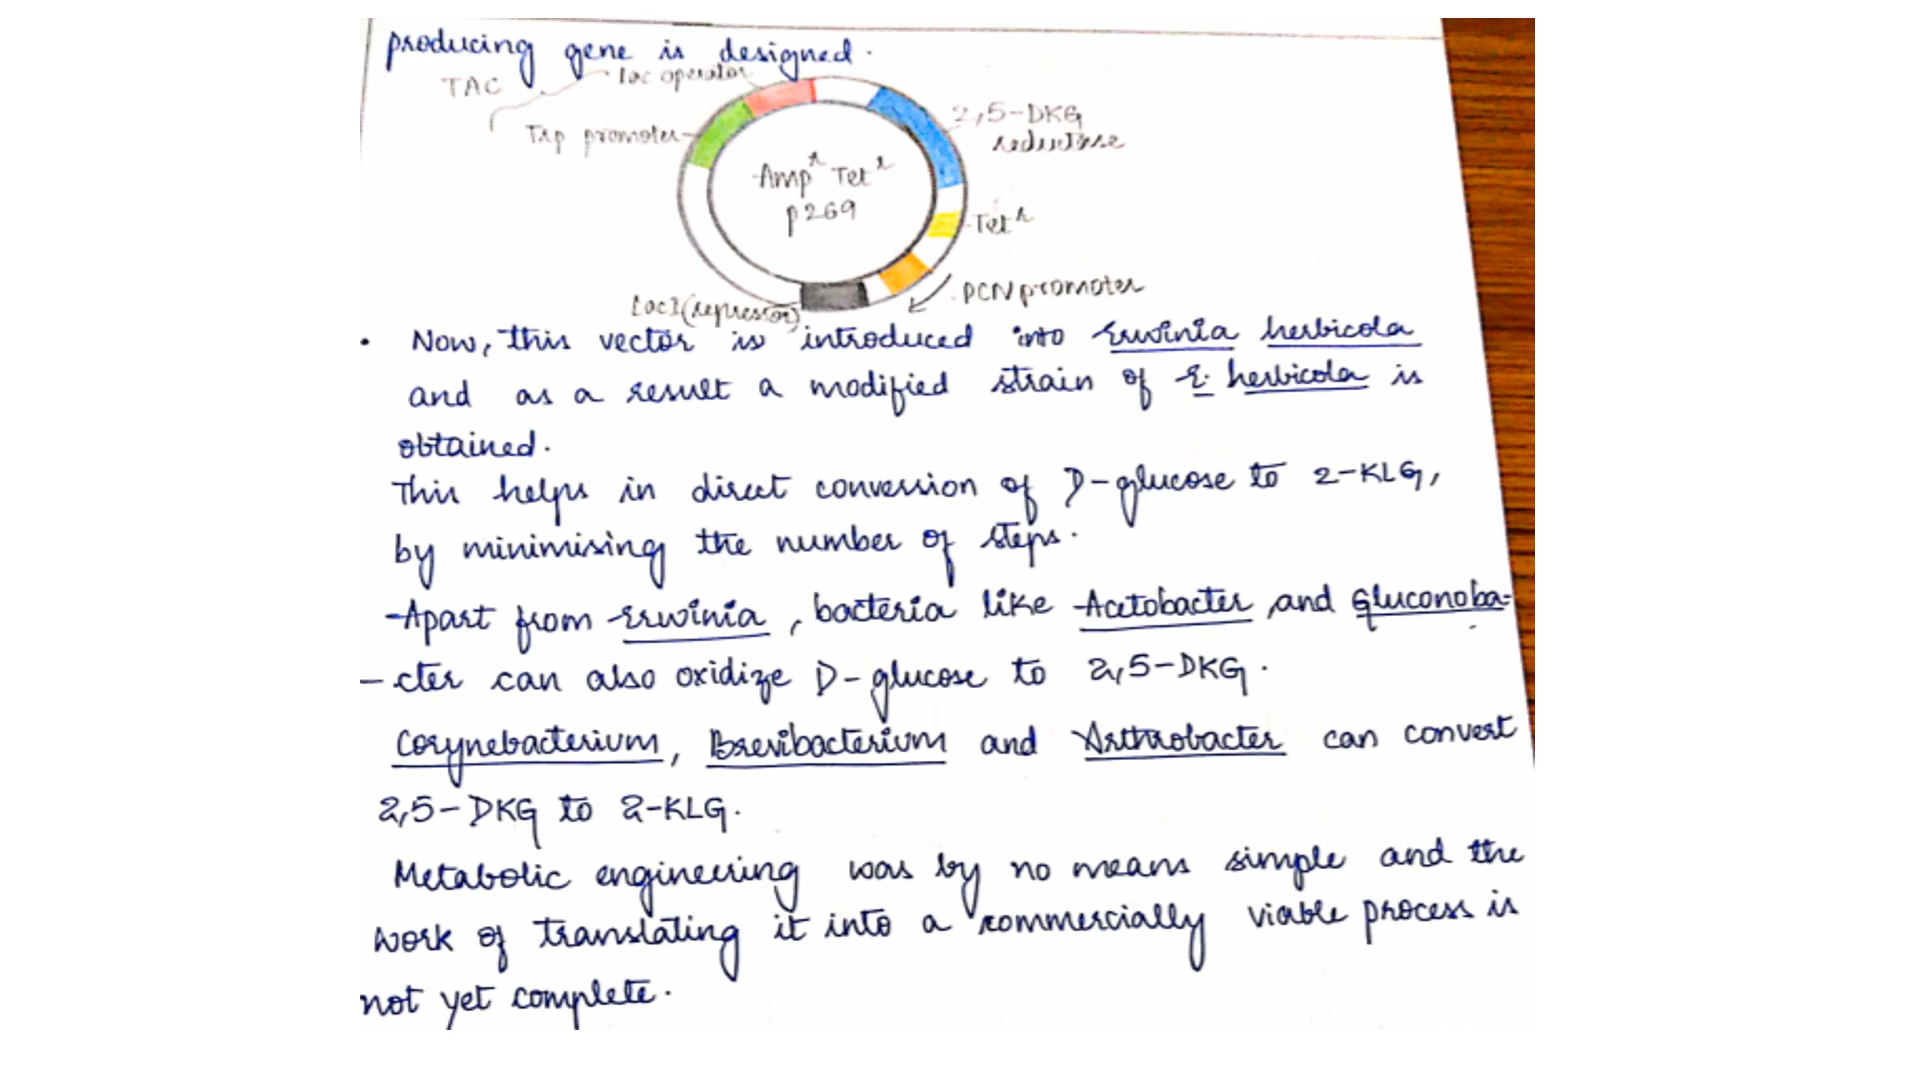 producing gene is designed.
TAC
lac operator
Trp promoter
2,5-DKG
reductase
Ampʳ Tetʳ
p269
Tetʳ
PCN promoter
LacI (repressor)
• Now, this vector is introduced into Erwinia herbicola
and as a result a modified strain of E. herbicola is
obtained.
This helps in direct conversion of D-glucose to 2-KLG,
by minimising the number of steps.
Apart from Erwinia, bacteria like Acetobacter and Gluconoba-
-cter can also oxidize D-glucose to 2,5-DKG.
Corynebacterium, Brevibacterium and Arthrobacter can convert
2,5-DKG to 2-KLG.
Metabolic engineering was by no means simple and the
work of translating it into a commercially viable process is
not yet complete.